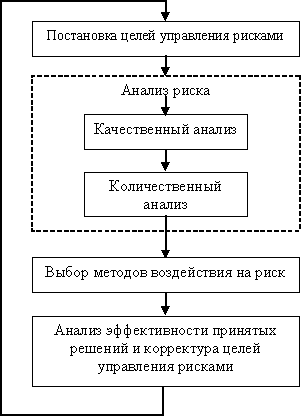 Постановка целей управления рисками
Анализ риска
Качественный анализ
Количественный
анализ
Выбор методов воздействия на риск
Анализ эффективности принятых
решений и корректура целей
управления рисками